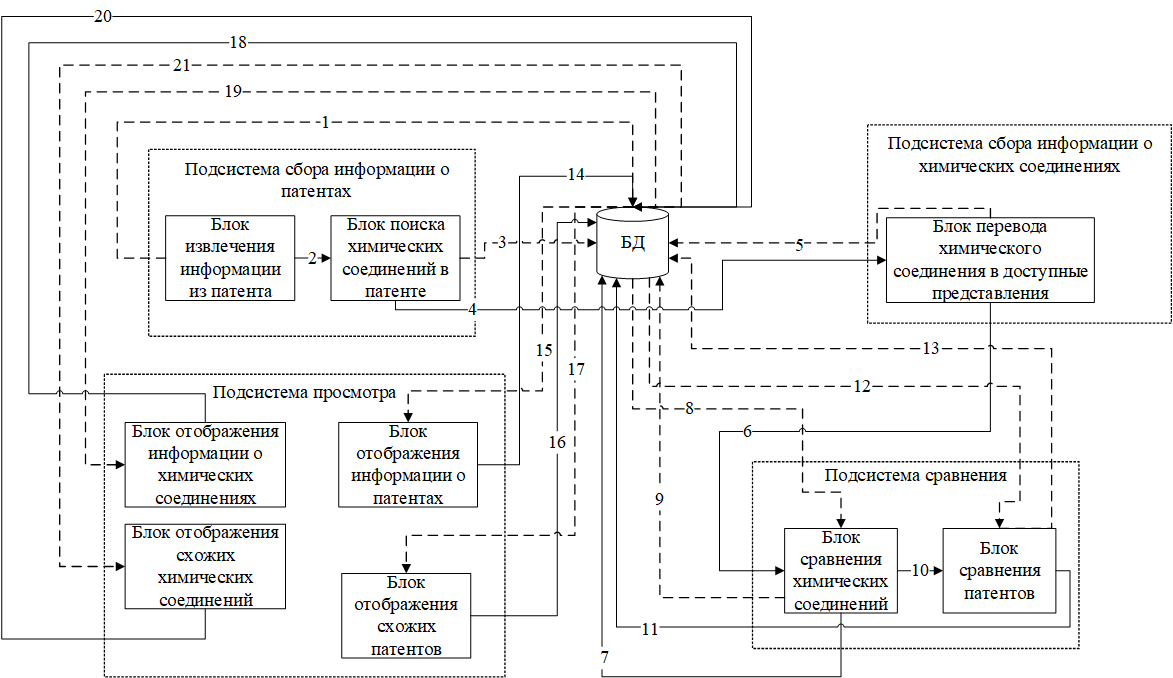 20
18
21
19
1
Подсистема сбора информации о
патентах
Блок
извлечения
информации
из патента
2
Блок поиска
химических
соединений в
патенте
3
4
14
БД
Подсистема сбора информации о
химических соединениях
Блок перевода
химического
соединения в доступные
представления
5
13
12
8
6
15
17
16
Подсистема просмотра
Блок отображения
информации о
химических
соединениях
Блок
отображения
информации о
патентах
Блок отображения
схожих
химических
соединений
Блок
отображения
схожих
патентов
Подсистема сравнения
9
Блок
сравнения
химических
соединений
10
Блок
сравнения
патентов
11
7